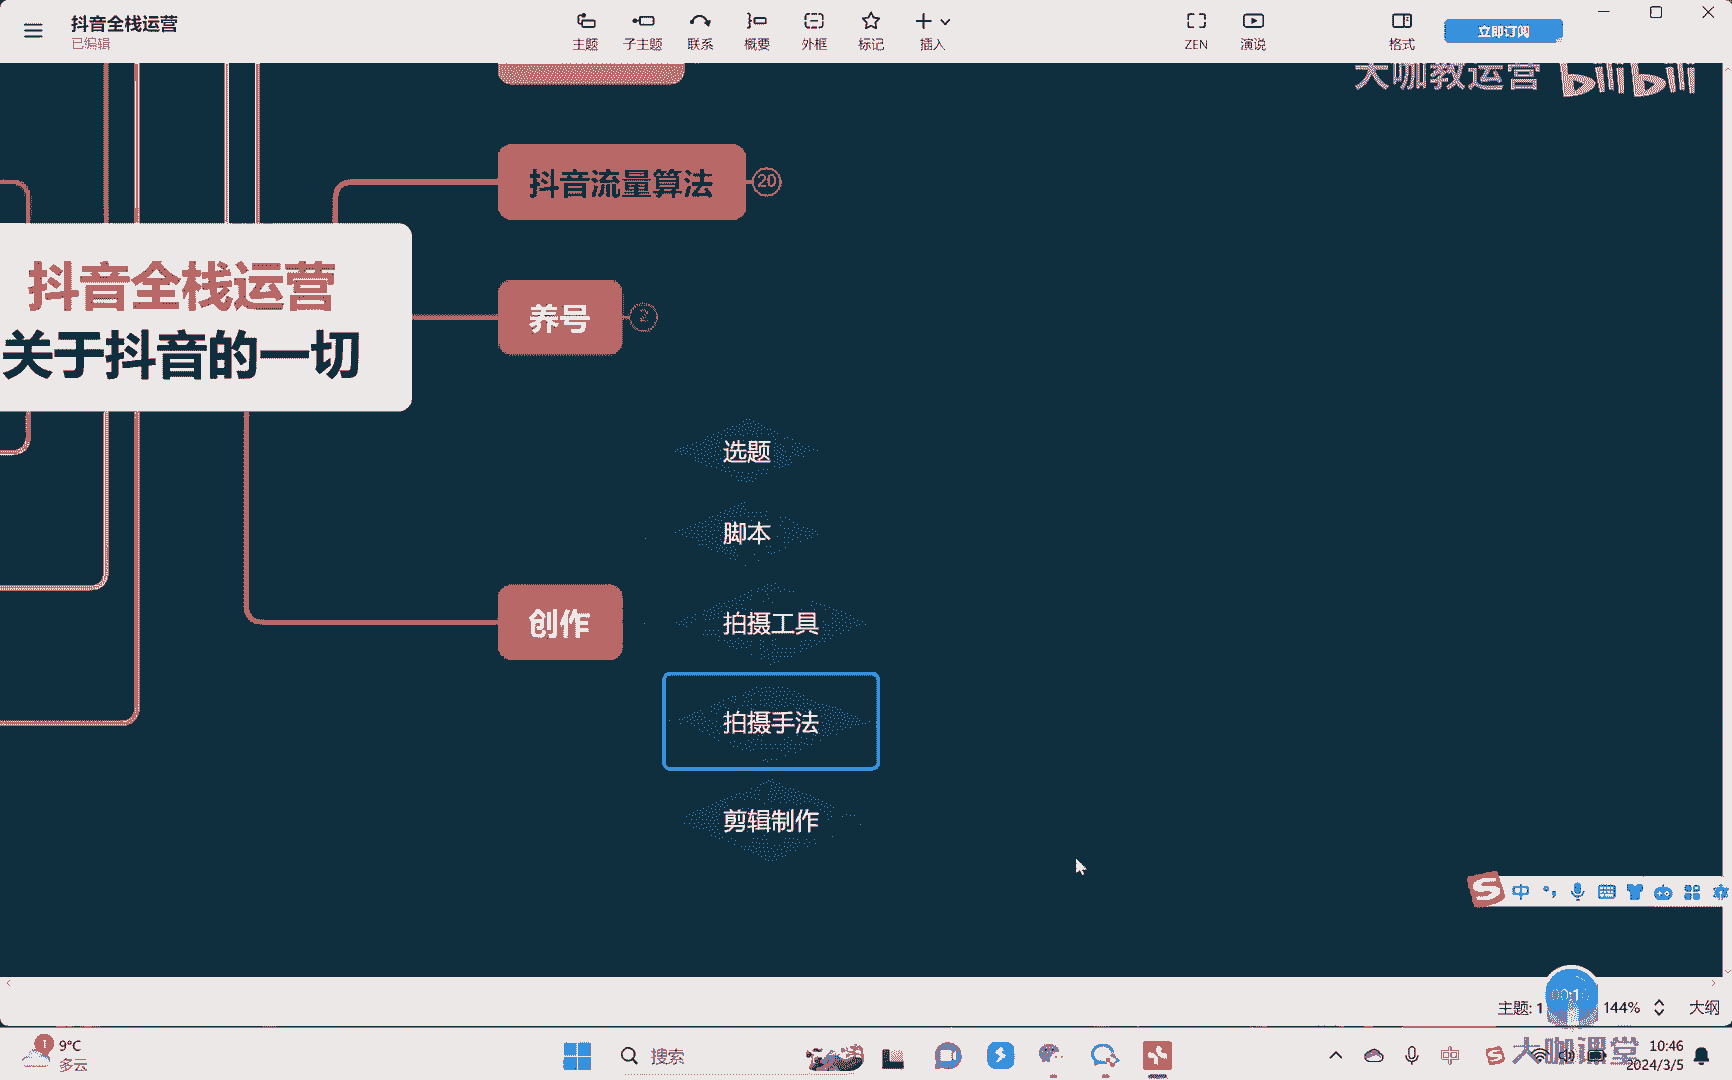 抖音全栈运营
已编辑
主题 子主题 联系 概要 外框 标记 插入 ZEN 演说 格式 立即订阅
大咖教运营 bilibili
抖音流量算法 20
抖音全栈运营
关于抖音的一切
养号 2
选题
脚本
创作
拍摄工具
拍摄手法
剪辑制作
中
主题: 1 144% 大纲
9°C
多云
搜索
中
大咖课堂
10:46
2024/3/5